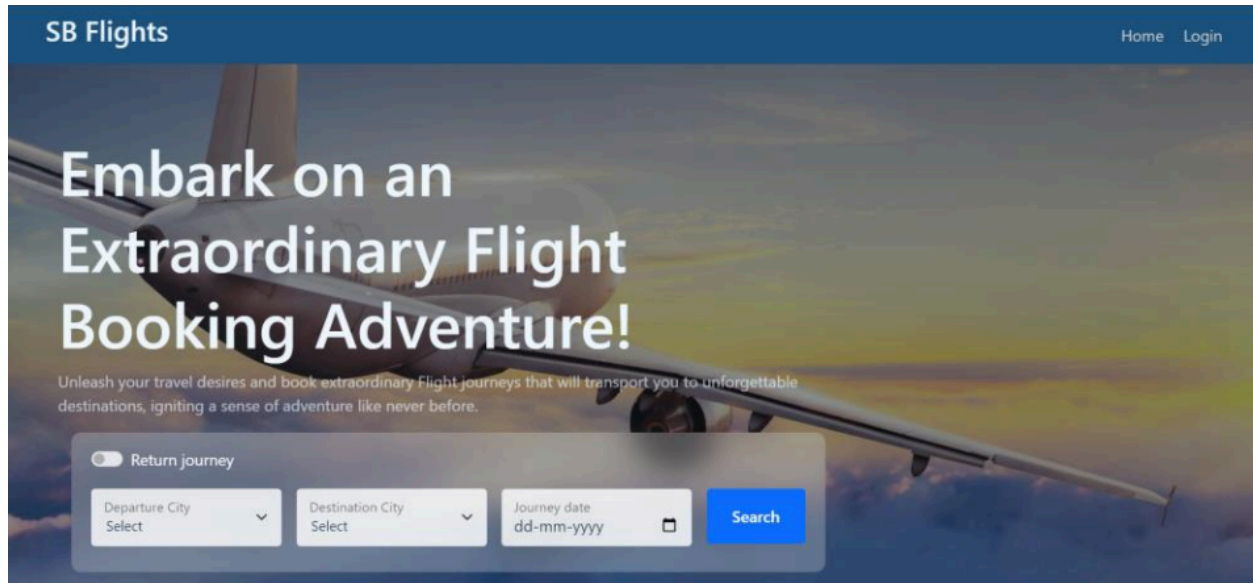 SB Flights
Home Login
Embark on an
Extraordinary Flight
Booking Adventure!
Unleash your travel desires and book extraordinary Flight journeys that will transport you to unforgettable
destinations, igniting a sense of adventure like never before.
Return journey
Departure City
Select
Destination City
Select
Journey date
dd-mm-yyyy
Search